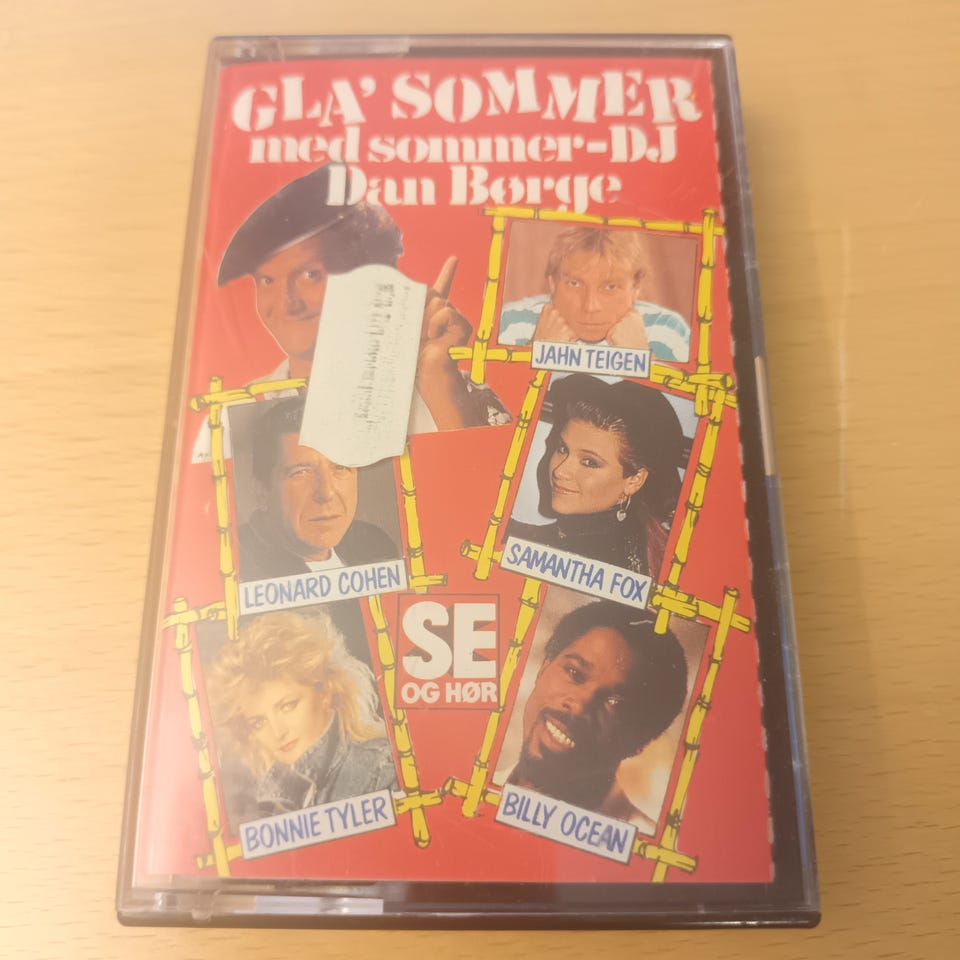 GLA' SOMMER
med sommer-DJ
Dan Børge
JAHN TEIGEN
LEONARD COHEN
SAMANTHA FOX
SE
OG HØR
BONNIE TYLER
BILLY OCEAN